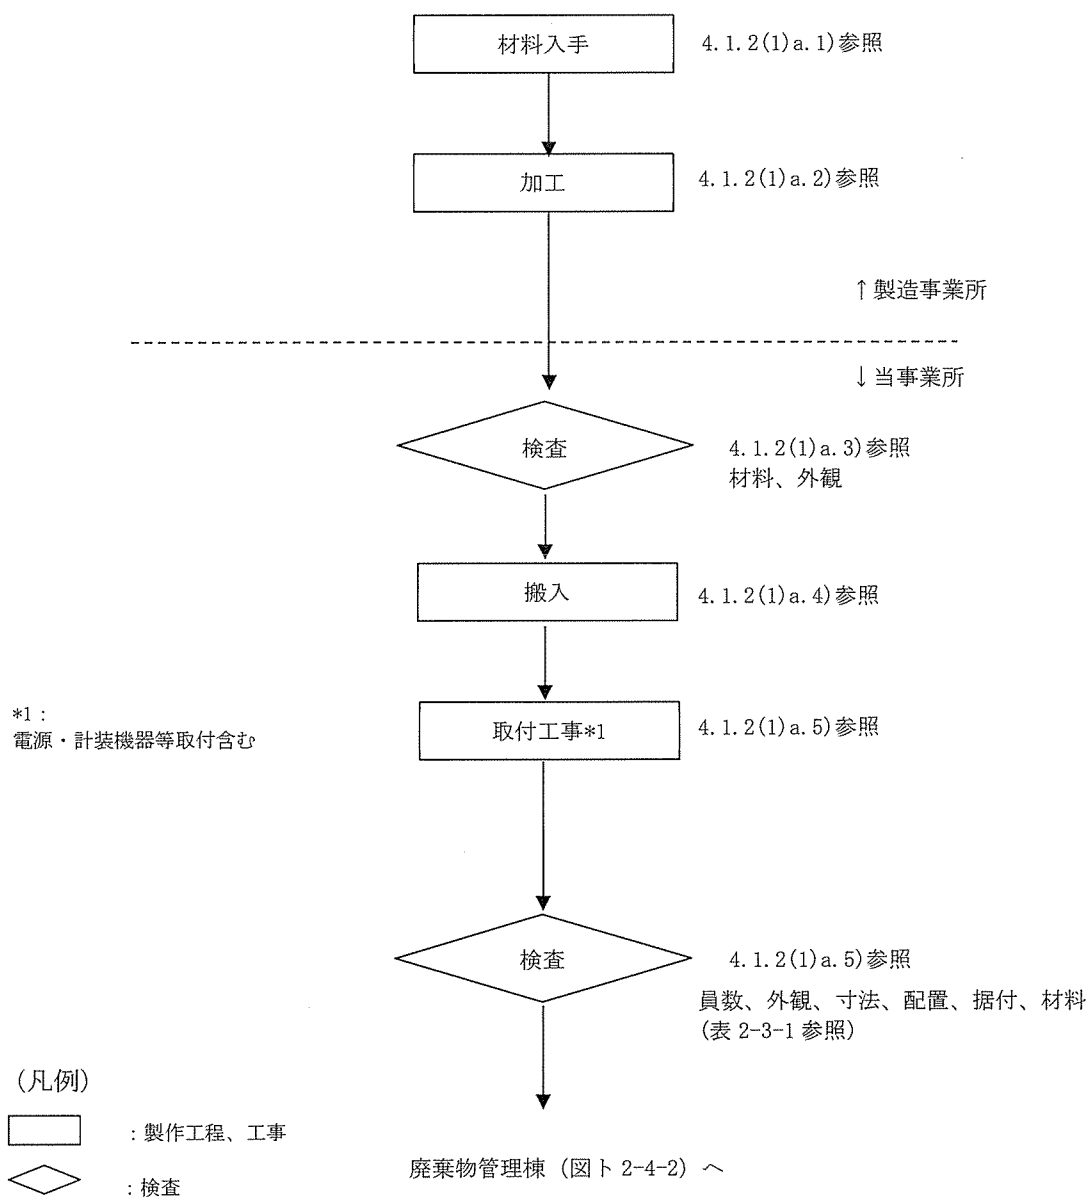 材料入手
4.1.2(1)a.1)参照
加工
4.1.2(1)a.2)参照
↑製造事業所
↓当事業所
検査
4.1.2(1)a.3)参照
材料、外観
搬入
4.1.2(1)a.4)参照
*1:
電源・計装機器等取付含む
取付工事*1
4.1.2(1)a.5)参照
検査
4.1.2(1)a.5)参照
員数、外観、寸法、配置、据付、材料
(表 2-3-1 参照)
(凡例)
:製作工程、工事
:検査
廃棄物管理棟 (図ト 2-4-2) へ